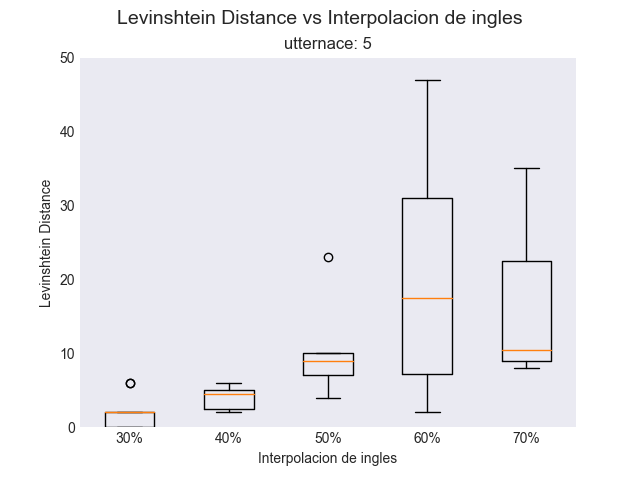 Levinshtein Distance vs Interpolacion de ingles
utternace: 5
50
40
30
20
10
0
Levinshtein Distance
30% 40% 50% 60% 70%
Interpolacion de ingles